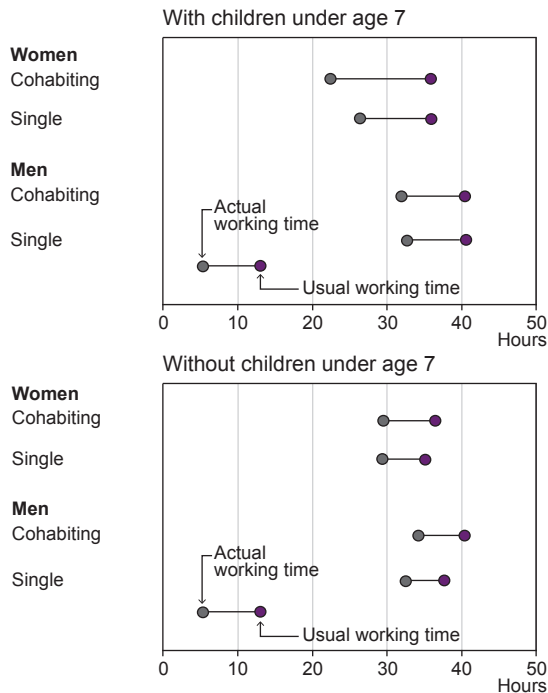 With children under age 7
Women
Cohabiting
Single
Men
Cohabiting
Single
Actual
working time
Usual working time
0 10 20 30 40 50
Hours
Without children under age 7
Women
Cohabiting
Single
Men
Cohabiting
Single
Actual
working time
Usual working time
0 10 20 30 40 50
Hours